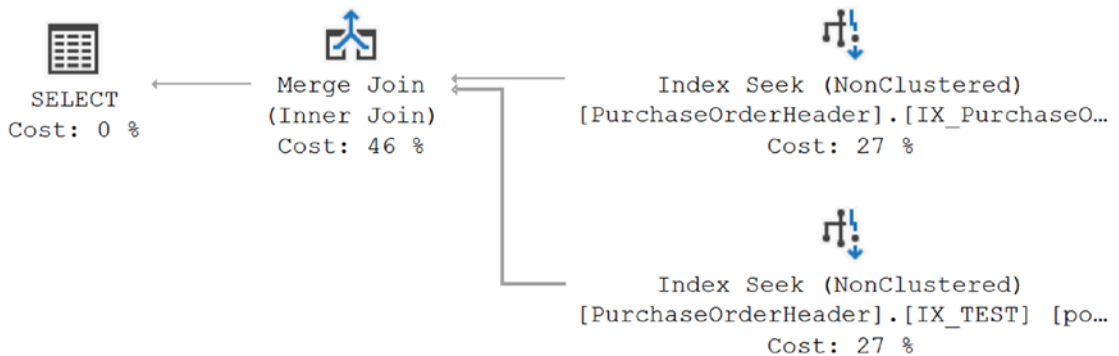 SELECT
Cost: 0 %
Merge Join
(Inner Join)
Cost: 46 %
Index Seek (NonClustered)
[PurchaseOrderHeader].[IX_PurchaseO…
Cost: 27 %
Index Seek (NonClustered)
[PurchaseOrderHeader].[IX_TEST] [po…
Cost: 27 %